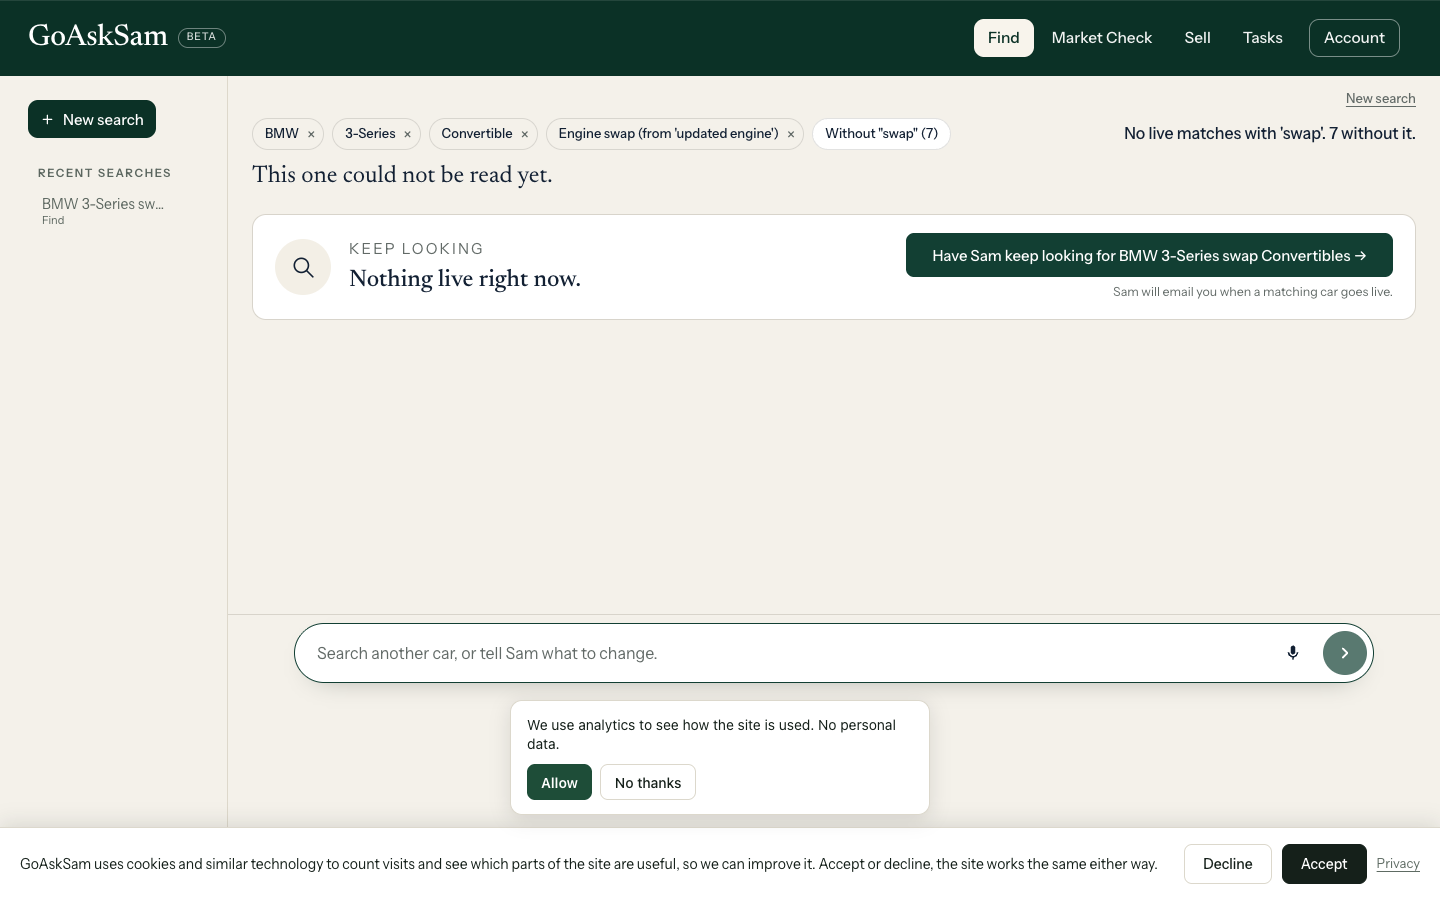 GoAskSam BETA
Find Market Check Sell Tasks Account
+ New search
RECENT SEARCHES
BMW 3-Series sw...
Find
New search
BMW × 3-Series × Convertible × Engine swap (from 'updated engine') × Without "swap" (7)
No live matches with 'swap'. 7 without it.
This one could not be read yet.
KEEP LOOKING
Nothing live right now.
Have Sam keep looking for BMW 3-Series swap Convertibles →
Sam will email you when a matching car goes live.
Search another car, or tell Sam what to change.
We use analytics to see how the site is used. No personal
data.
Allow No thanks
GoAskSam uses cookies and similar technology to count visits and see which parts of the site are useful, so we can improve it. Accept or decline, the site works the same either way.
Decline Accept Privacy